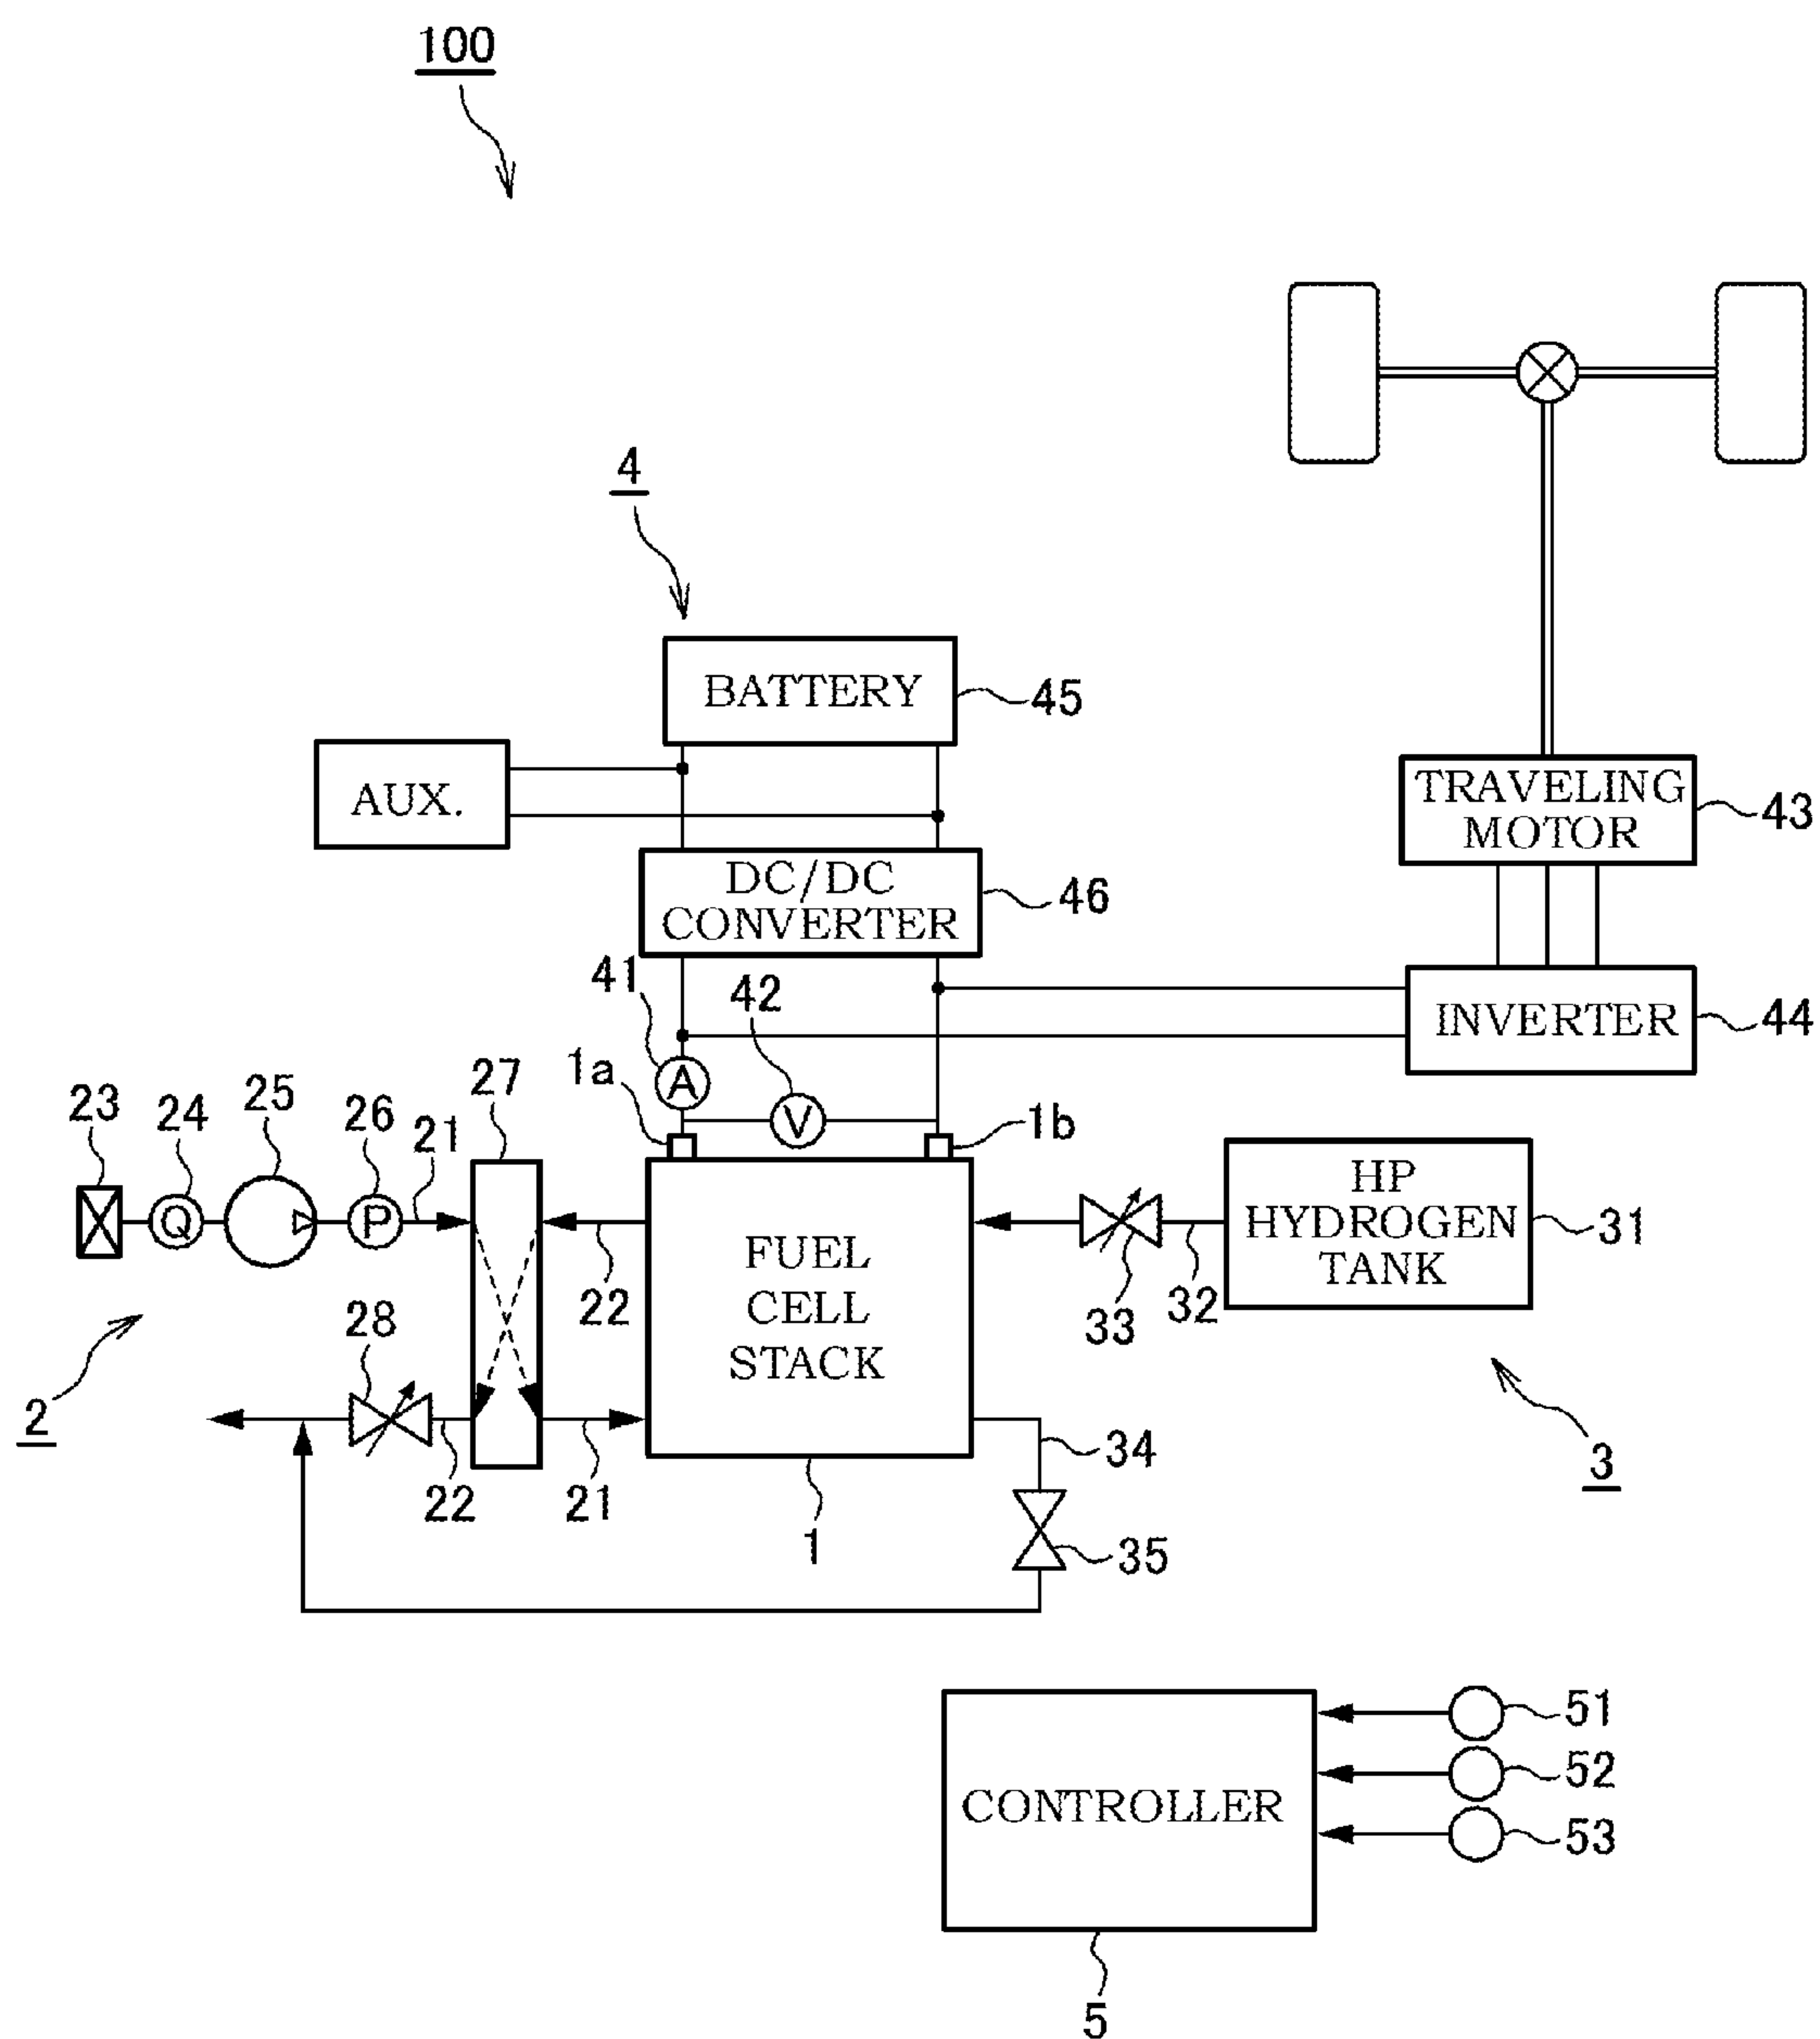 100
4
BATTERY
45
AUX.
TRAVELING
MOTOR
43
DC/DC
CONVERTER
46
41
42
INVERTER
44
1a
A
V
1b
23
24
25
26
21
27
Q
P
22
FUEL
CELL
STACK
HP
HYDROGEN
TANK
31
33
32
28
2
22
21
1
34
35
3
CONTROLLER
51
52
53
5